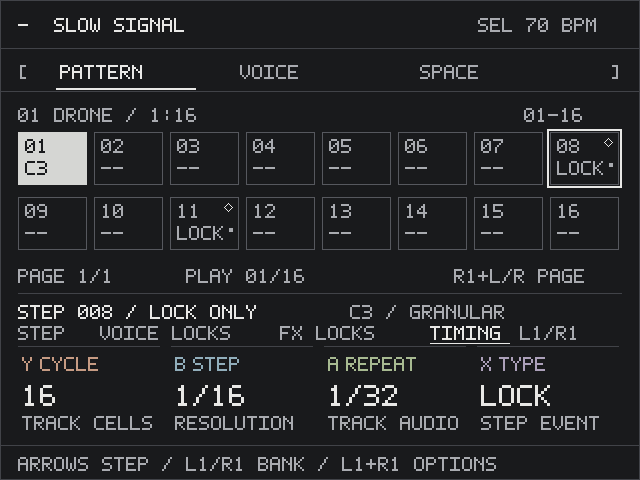 – SLOW SIGNAL SEL 70 BPM
[ PATTERN VOICE SPACE ]
01 DRONE / 1:16 01–16
01 02 03 04 05 06 07 08 ◇
C3 –– –– –– –– –– –– LOCK▪
09 10 11 ◇ 12 13 14 15 16
–– –– LOCK▪ –– –– –– –– ––
PAGE 1/1 PLAY 01/16 R1+L/R PAGE
STEP 008 / LOCK ONLY C3 / GRANULAR
STEP VOICE LOCKS FX LOCKS TIMING L1/R1
Y CYCLE B STEP A REPEAT X TYPE
16 1/16 1/32 LOCK
TRACK CELLS RESOLUTION TRACK AUDIO STEP EVENT
ARROWS STEP / L1/R1 BANK / L1+R1 OPTIONS